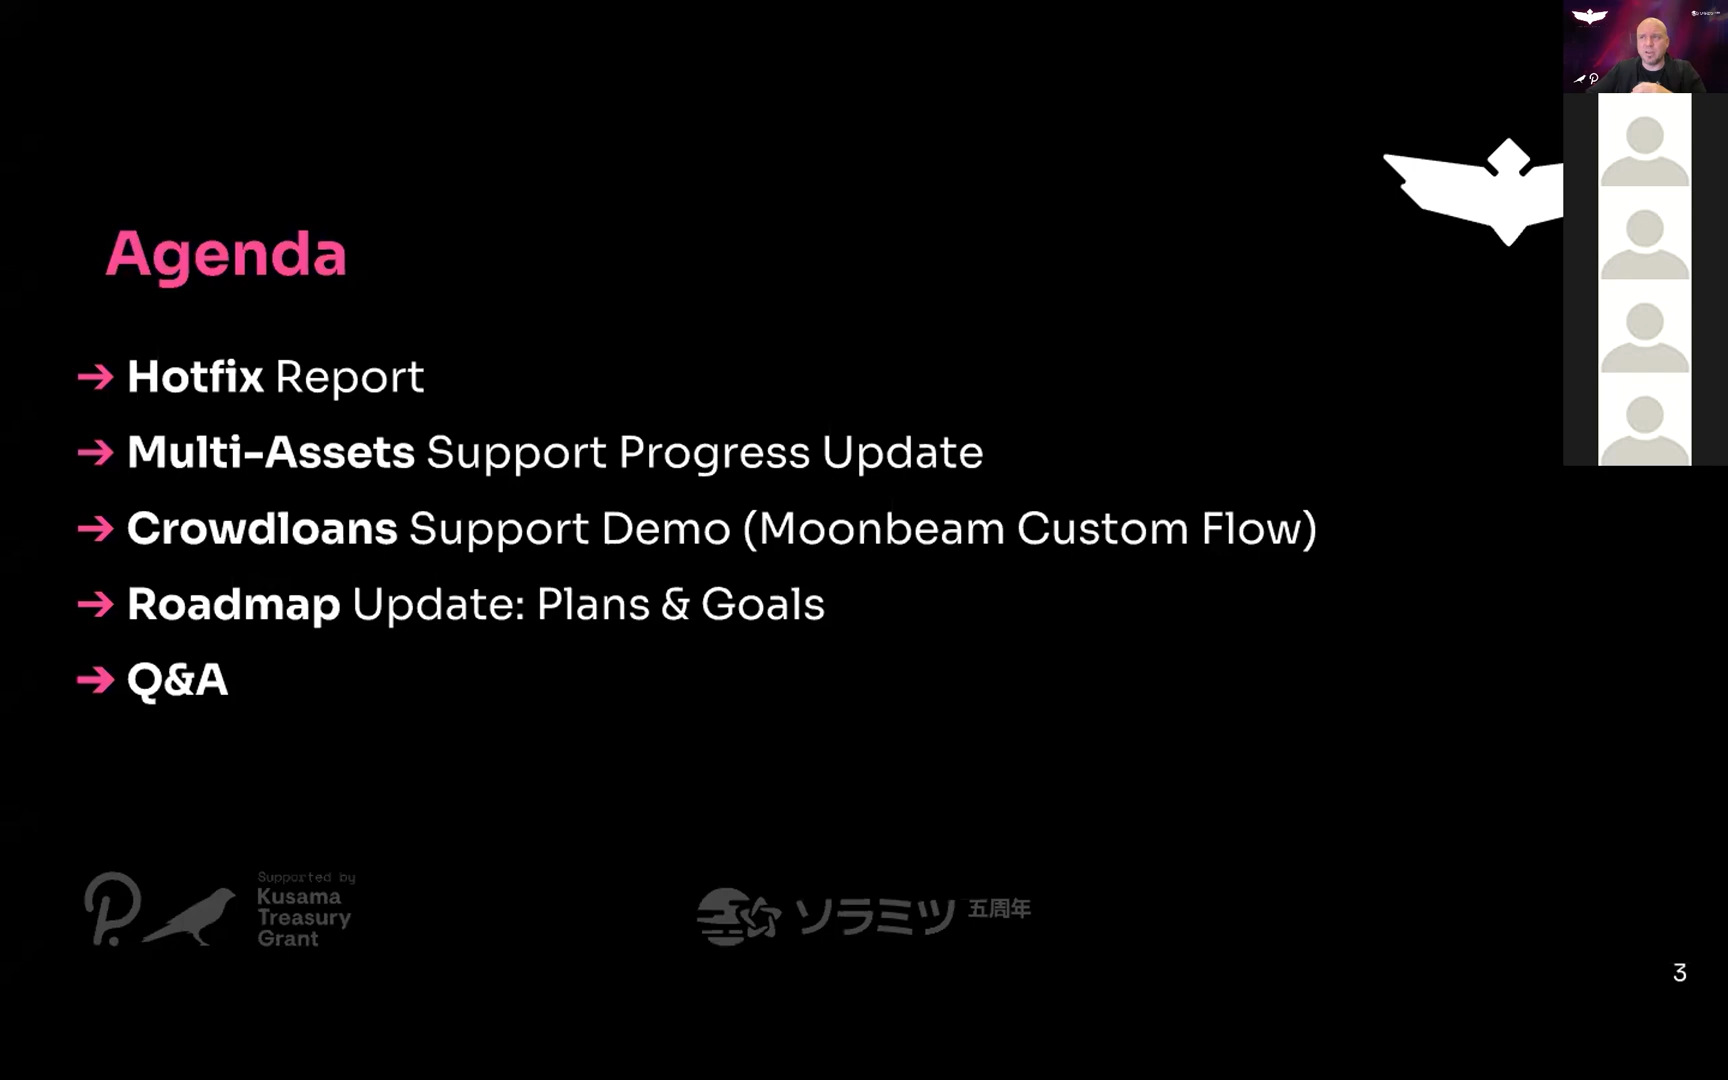 Agenda
→ Hotfix Report
→ Multi-Assets Support Progress Update
→ Crowdloans Support Demo (Moonbeam Custom Flow)
→ Roadmap Update: Plans & Goals
→ Q&A
Supported by
Kusama
Treasury
Grant
ソラミツ 五周年
3